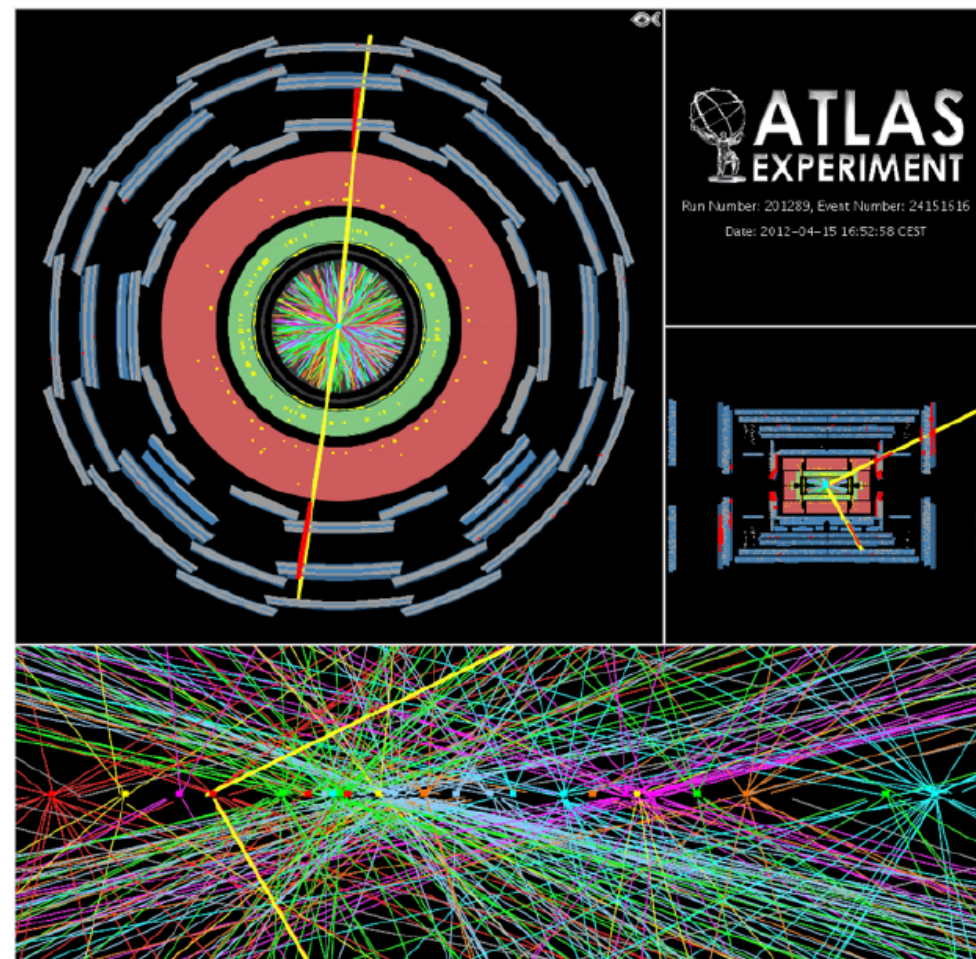 ATLAS
EXPERIMENT
Run Number: 201289, Event Number: 24151616
Date: 2012-04-15 16:52:58 CEST